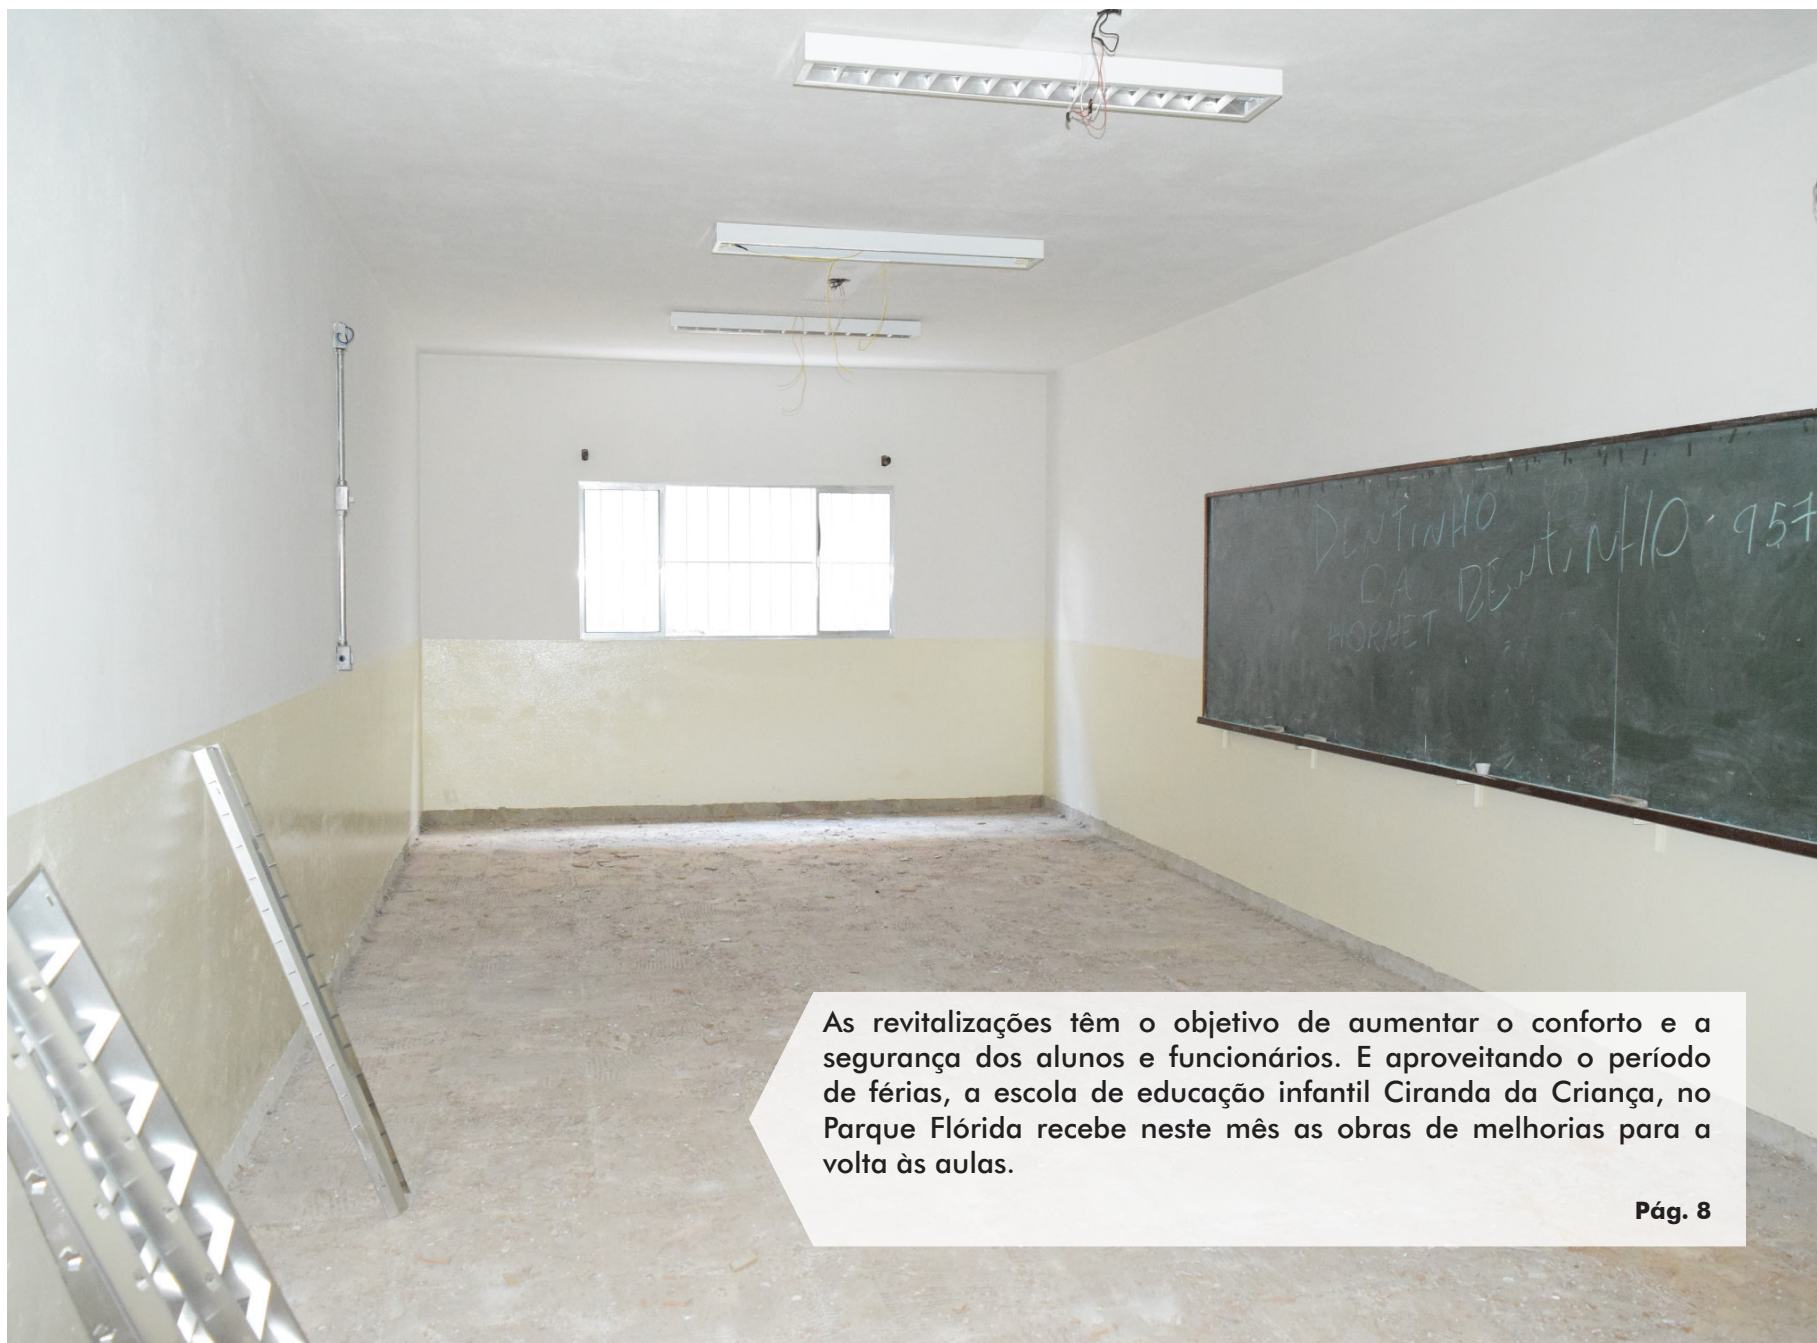 DENTINHO
DA
HORNET
DENTINHO 957
As revitalizações têm o objetivo de aumentar o conforto e a
segurança dos alunos e funcionários. E aproveitando o período
de férias, a escola de educação infantil Ciranda da Criança, no
Parque Flórida recebe neste mês as obras de melhorias para a
volta às aulas.
Pág. 8